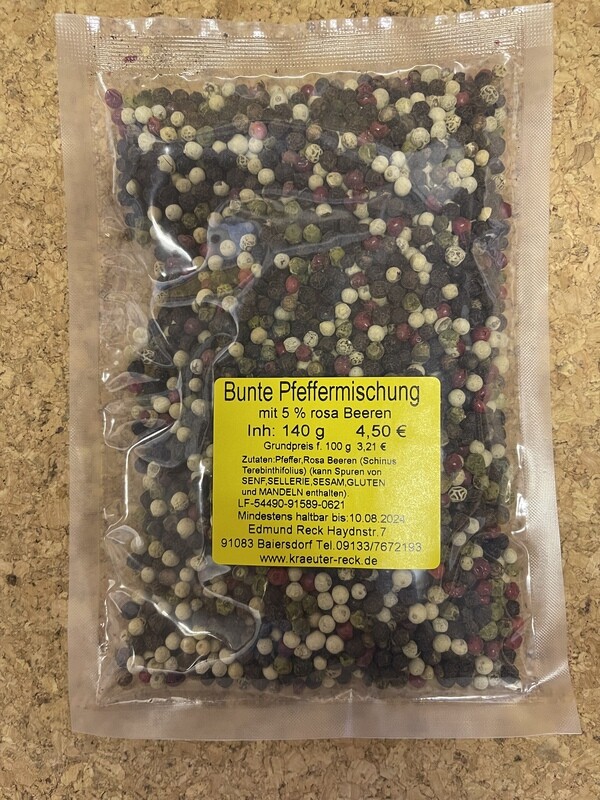 Bunte Pfeffermischung
mit 5 % rosa Beeren
Inh: 140 g 4,50 €
Grundpreis f. 100 g 3,21 €
Zutaten:Pfeffer,Rosa Beeren (Schinus
Terebinthifolius) (kann Spuren von
SENF,SELLERIE,SESAM,GLUTEN
und MANDELN enthalten).
LF-54490-91589-0621
Mindestens haltbar bis:10.08.2024
Edmund Reck Haydnstr.7
91083 Baiersdorf Tel.09133/7672193
www.kraeuter-reck.de